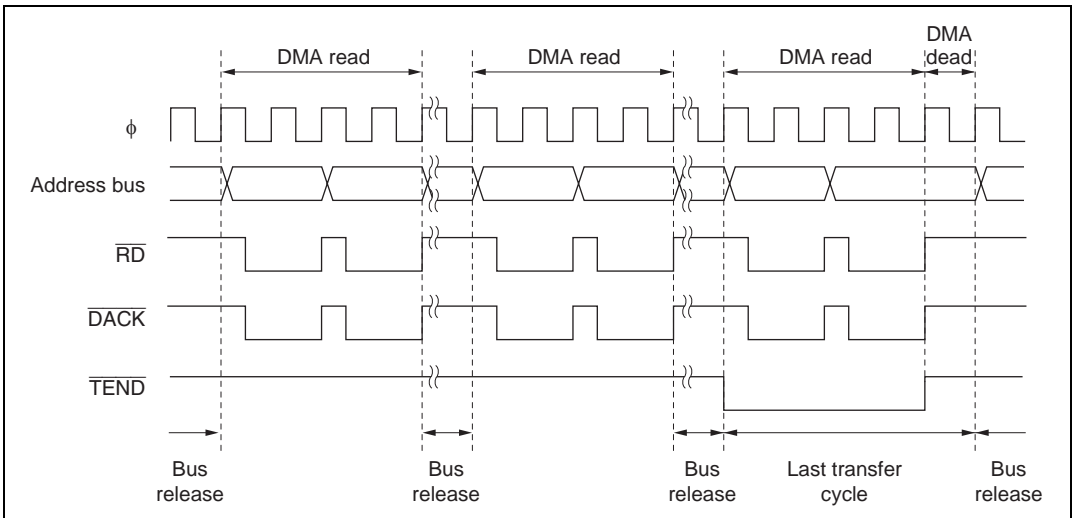 DMA
DMA read DMA read DMA read dead
ϕ
Address bus
RD
DACK
TEND
Bus Bus Bus Last transfer Bus
release release release cycle release